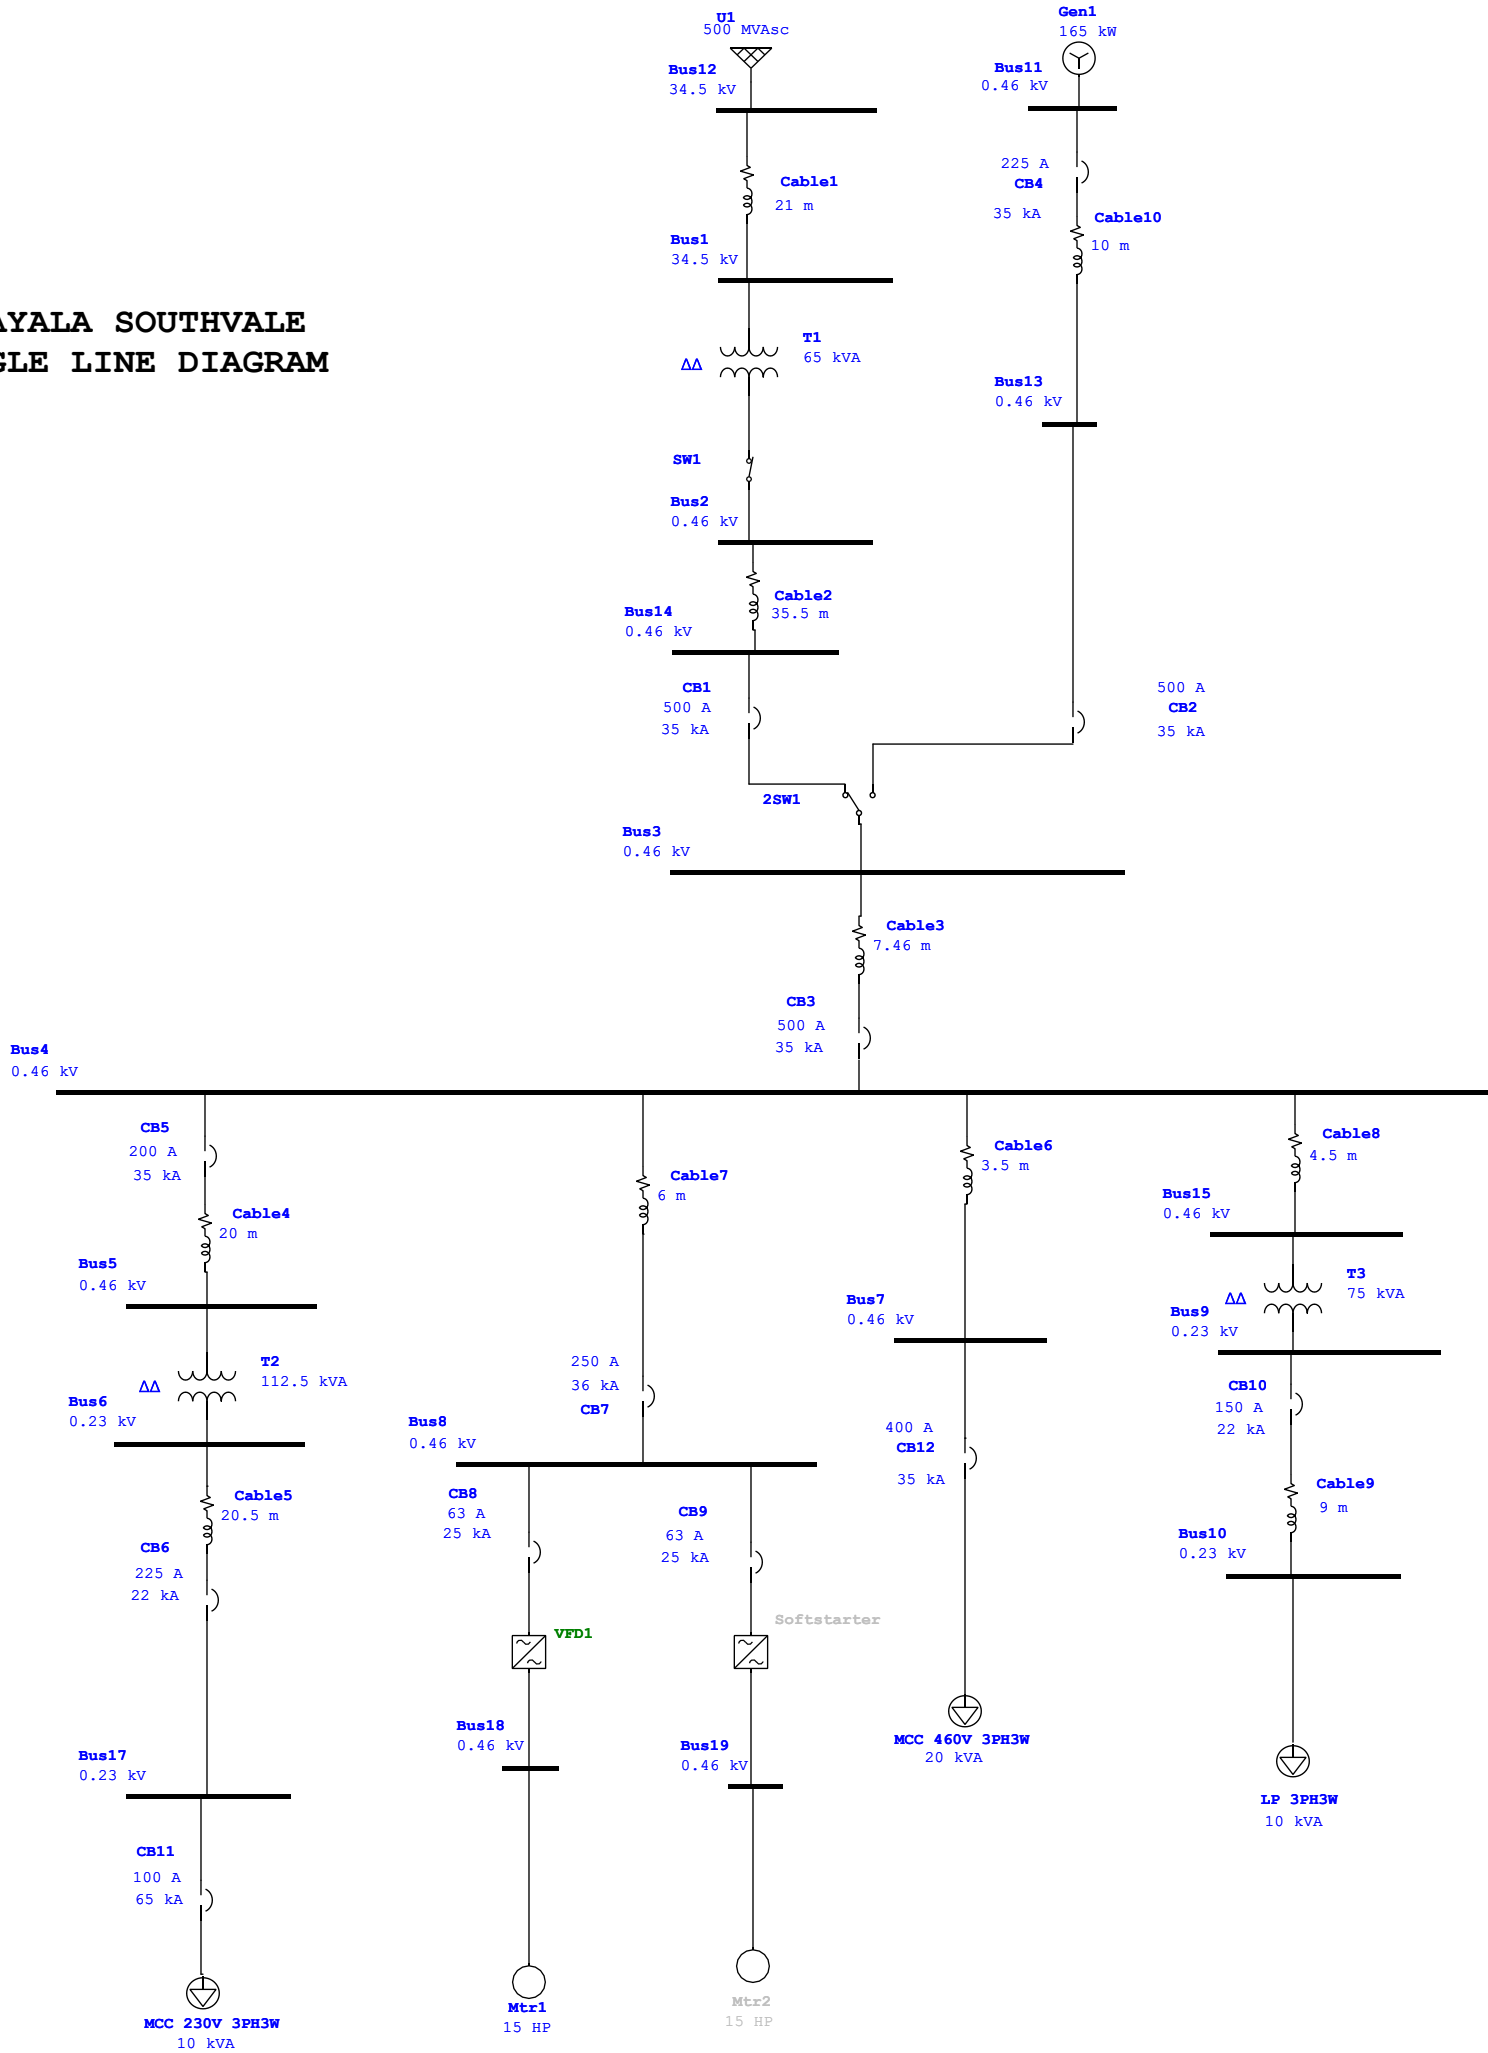 U1
500 MVAsc
Bus12
34.5 kV
Gen1
165 kW
Bus11
0.46 kV
Cable1
21 m
225 A
CB4
35 kA
Cable10
10 m
Bus1
34.5 kV
AYALA SOUTHVALE
GLE LINE DIAGRAM
T1
65 kVA
ΔΔ
Bus13
0.46 kV
SW1
Bus2
0.46 kV
Cable2
35.5 m
Bus14
0.46 kV
CB1
500 A
35 kA
500 A
CB2
35 kA
2SW1
Bus3
0.46 kV
Cable3
7.46 m
CB3
500 A
35 kA
Bus4
0.46 kV
CB5
200 A
35 kA
Cable4
20 m
Bus5
0.46 kV
T2
112.5 kVA
ΔΔ
Bus6
0.23 kV
Cable5
20.5 m
CB6
225 A
22 kA
Bus17
0.23 kV
CB11
100 A
65 kA
MCC 230V 3PH3W
10 kVA
Cable7
6 m
250 A
36 kA
CB7
Bus8
0.46 kV
CB8
63 A
25 kA
VFD1
Bus18
0.46 kV
Mtr1
15 HP
CB9
63 A
25 kA
Softstarter
Bus19
0.46 kV
Mtr2
15 HP
Cable6
3.5 m
Bus7
0.46 kV
400 A
CB12
35 kA
MCC 460V 3PH3W
20 kVA
Cable8
4.5 m
Bus15
0.46 kV
T3
75 kVA
ΔΔ
Bus9
0.23 kV
CB10
150 A
22 kA
Cable9
9 m
Bus10
0.23 kV
LP 3PH3W
10 kVA